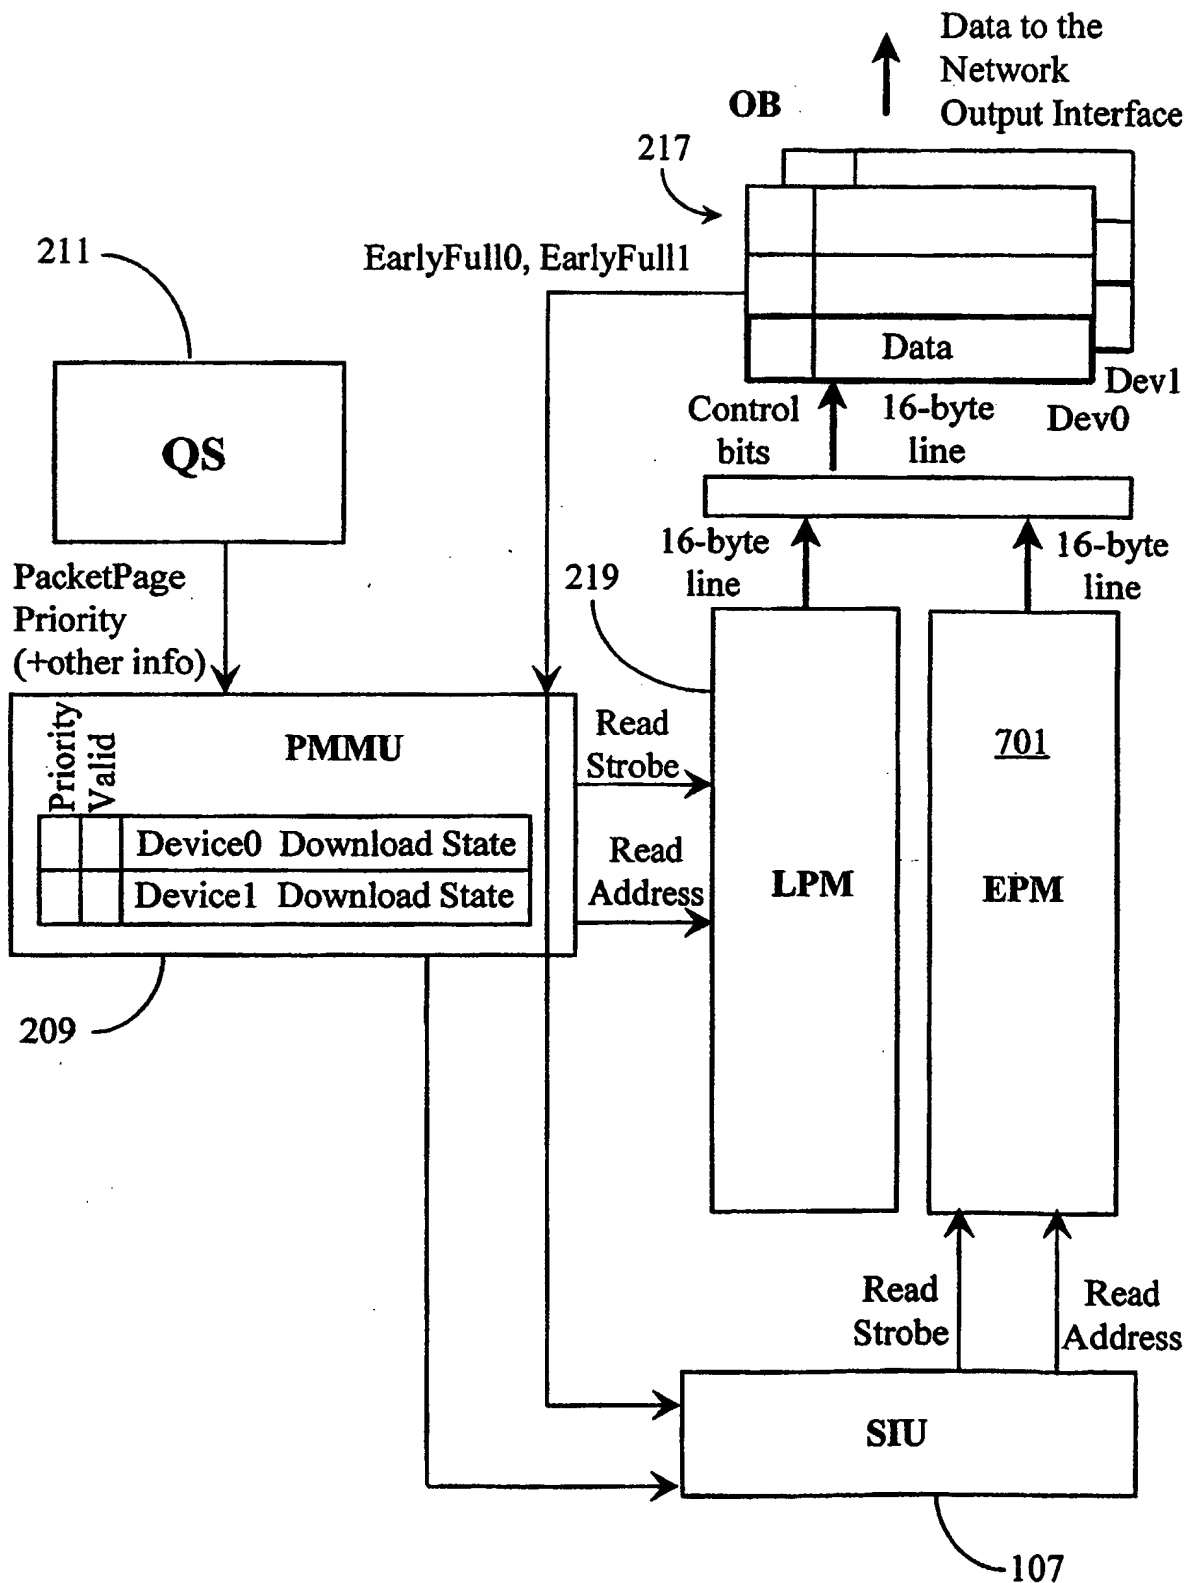 Data to the
Network
Output Interface
OB
217
211
EarlyFull0, EarlyFull1
Data
Dev1
Dev0
Control
bits
16-byte
line
QS
16-byte
line
16-byte
line
219
PacketPage
Priority
(+other info)
Priority
Valid
PMMU
Device0 Download State
Device1 Download State
Read
Strobe
Read
Address
701
LPM
EPM
209
Read
Strobe
Read
Address
SIU
107